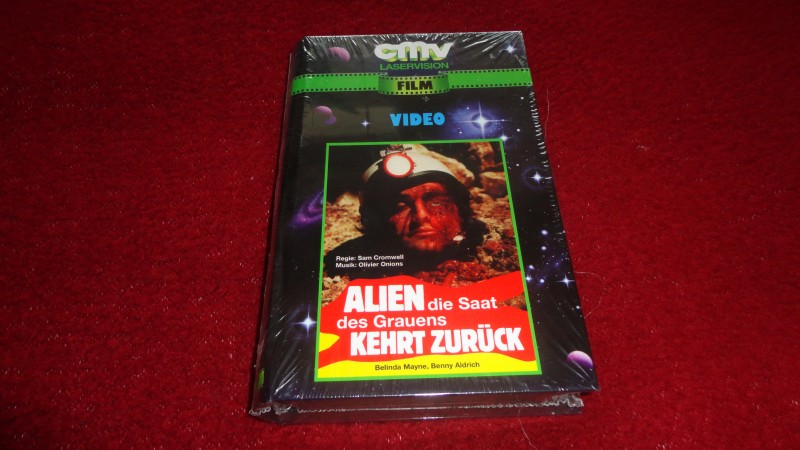 cmv
LASERVISION
FILM
VIDEO
Regie: Sam Cromwell
Musik: Olivier Onions
ALIEN die Saat
des Grauens
KEHRT ZURÜCK
Belinda Mayne, Benny Aldrich